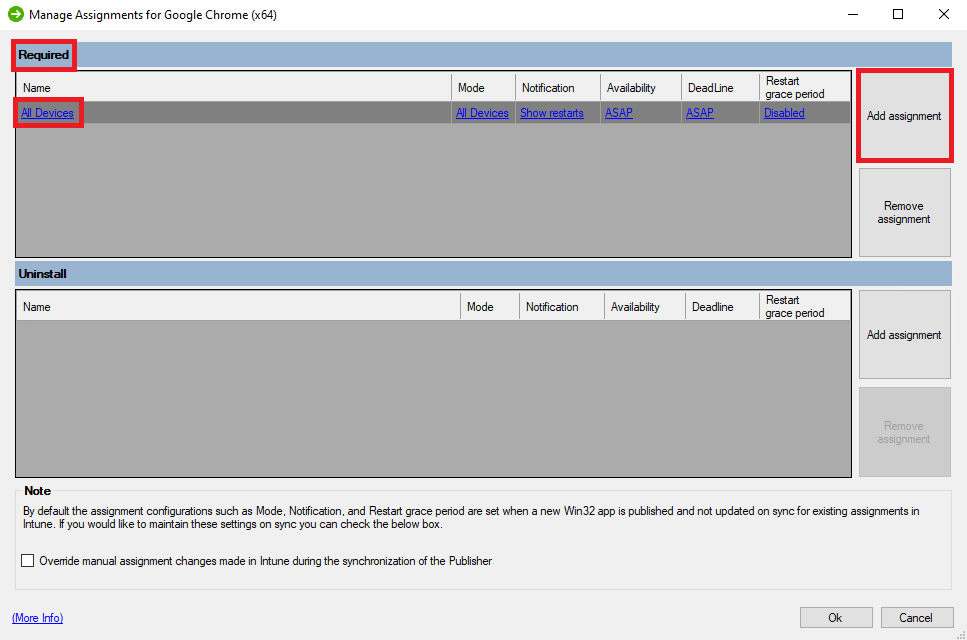 Manage Assignments for Google Chrome (x64)
Required
Name Mode Notification Availability DeadLine Restart
grace period
All Devices All Devices Show restarts ASAP ASAP Disabled
Add assignment
Remove
assignment
Uninstall
Name Mode Notification Availability Deadline Restart
grace period
Add assignment
Remove
assignment
Note
By default the assignment configurations such as Mode, Notification, and Restart grace period are set when a new Win32 app is published and not updated on sync for existing assignments in
Intune. If you would like to maintain these settings on sync you can check the below box.
Override manual assignment changes made in Intune during the synchronization of the Publisher
(More Info)
Ok
Cancel